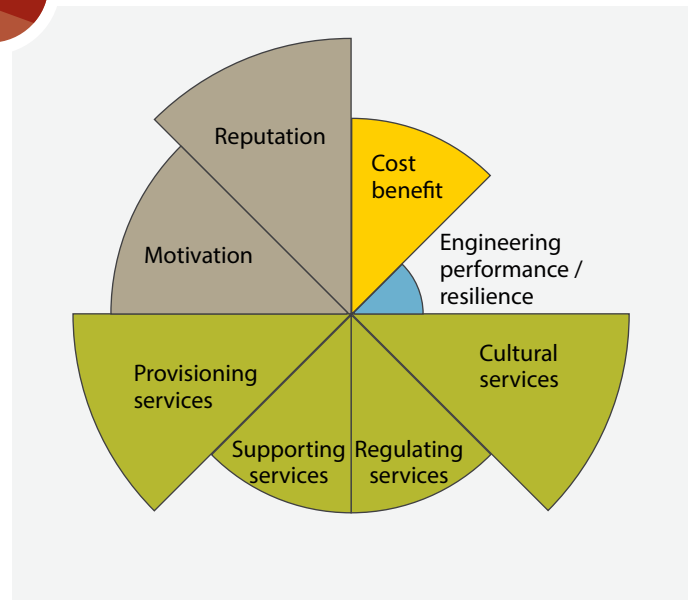 Reputation
Cost
benefit
Motivation
Engineering
performance /
resilience
Provisioning
services
Cultural
services
Supporting
services
Regulating
services